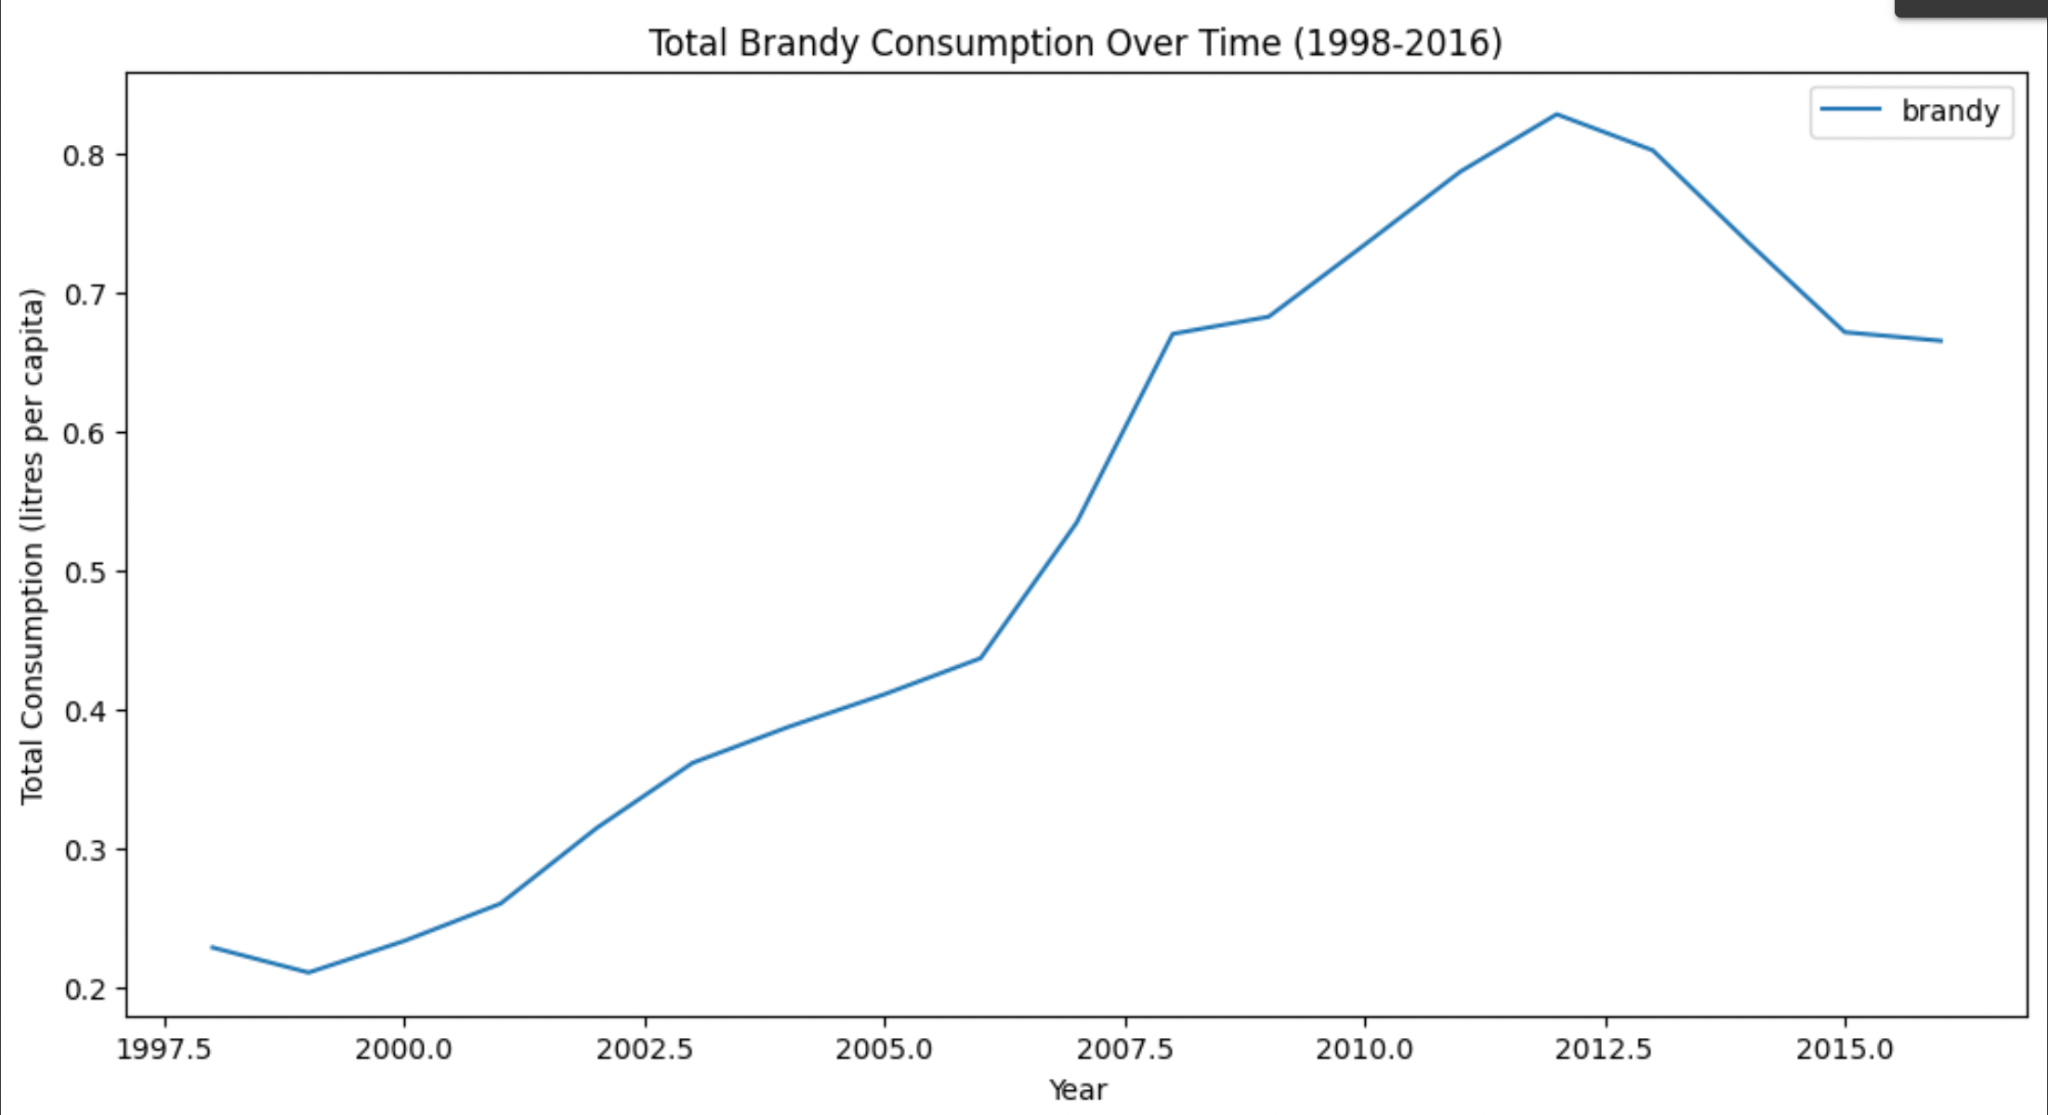 Total Brandy Consumption Over Time (1998-2016)
brandy
0.8
0.7
0.6
0.5
0.4
0.3
0.2
Total Consumption (litres per capita)
1997.5 2000.0 2002.5 2005.0 2007.5 2010.0 2012.5 2015.0
Year